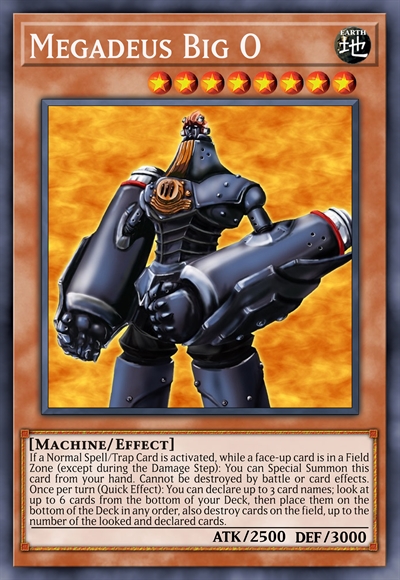 MEGADEUS BIG O
EARTH
地
[MACHINE/EFFECT]
If a Normal Spell/Trap Card is activated, while a face-up card is in a Field
Zone (except during the Damage Step): You can Special Summon this
card from your hand. Cannot be destroyed by battle or card effects.
Once per turn (Quick Effect): You can declare up to 3 card names; look at
up to 6 cards from the bottom of your Deck, then place them on the
bottom of the Deck in any order, also destroy cards on the field, up to the
number of the looked and declared cards.
ATK/2500 DEF/3000